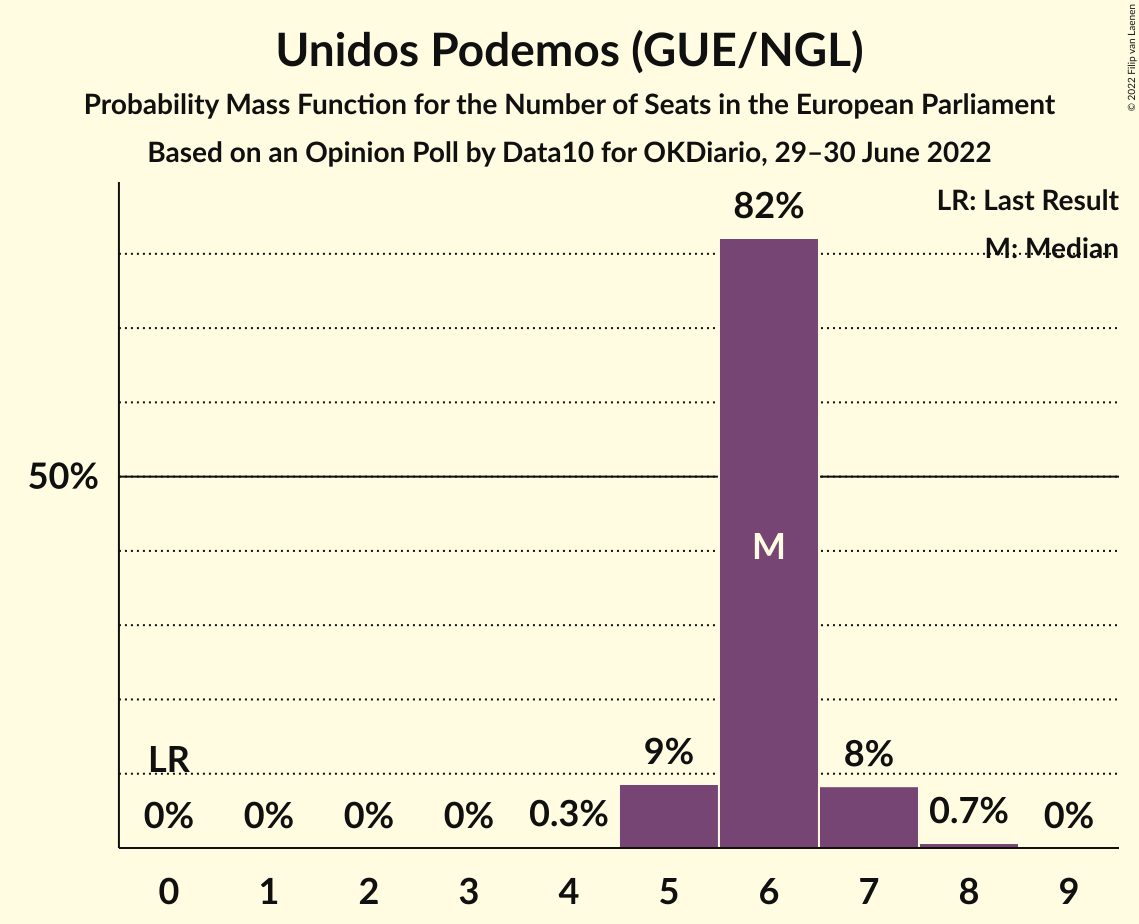 Unidos Podemos (GUE/NGL)
Probability Mass Function for the Number of Seats in the European Parliament
Based on an Opinion Poll by Data10 for OKDiario, 29–30 June 2022
© 2022 Filip van Laenen
LR: Last Result
M: Median
82%
50%
M
LR
9%
8%
0% 0% 0% 0% 0.3% 0.7% 0%
0 1 2 3 4 5 6 7 8 9